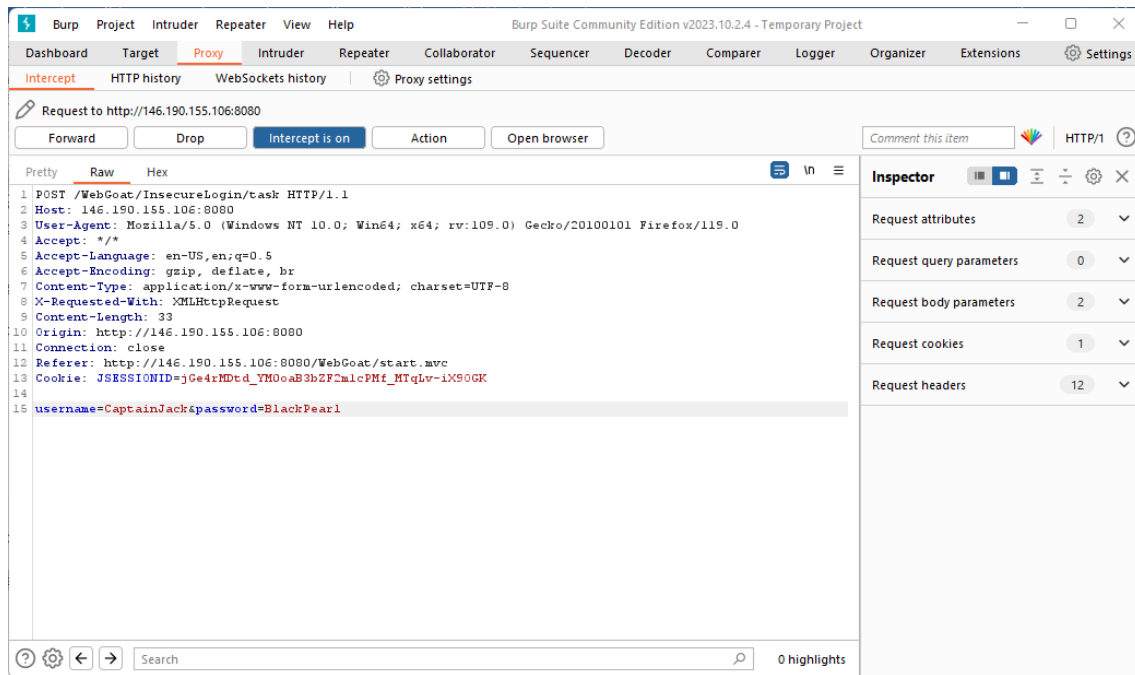 Burp Project Intruder Repeater View Help Burp Suite Community Edition v2023.10.2.4 - Temporary Project
Dashboard Target Proxy Intruder Repeater Collaborator Sequencer Decoder Comparer Logger Organizer Extensions Settings
Intercept HTTP history WebSockets history Proxy settings
Request to http://146.190.155.106:8080
Forward Drop Intercept is on Action Open browser Comment this item HTTP/1 ?
Pretty Raw Hex \n Inspector
1 POST /WebGoat/InsecureLogin/task HTTP/1.1
2 Host: 146.190.155.106:8080
3 User-Agent: Mozilla/5.0 (Windows NT 10.0; Win64; x64; rv:109.0) Gecko/20100101 Firefox/119.0
4 Accept: */*
5 Accept-Language: en-US,en;q=0.5
6 Accept-Encoding: gzip, deflate, br
7 Content-Type: application/x-www-form-urlencoded; charset=UTF-8
8 X-Requested-With: XMLHttpRequest
9 Content-Length: 33
10 Origin: http://146.190.155.106:8080
11 Connection: close
12 Referer: http://146.190.155.106:8080/WebGoat/start.mvc
13 Cookie: JSESSIONID=jGe4rMDtd_YM0oaB3bZF2m1cPMf_MTqLv-iX90GK
14
15 username=CaptainJack&password=BlackPearl
Request attributes 2
Request query parameters 0
Request body parameters 2
Request cookies 1
Request headers 12
? Search 0 highlights